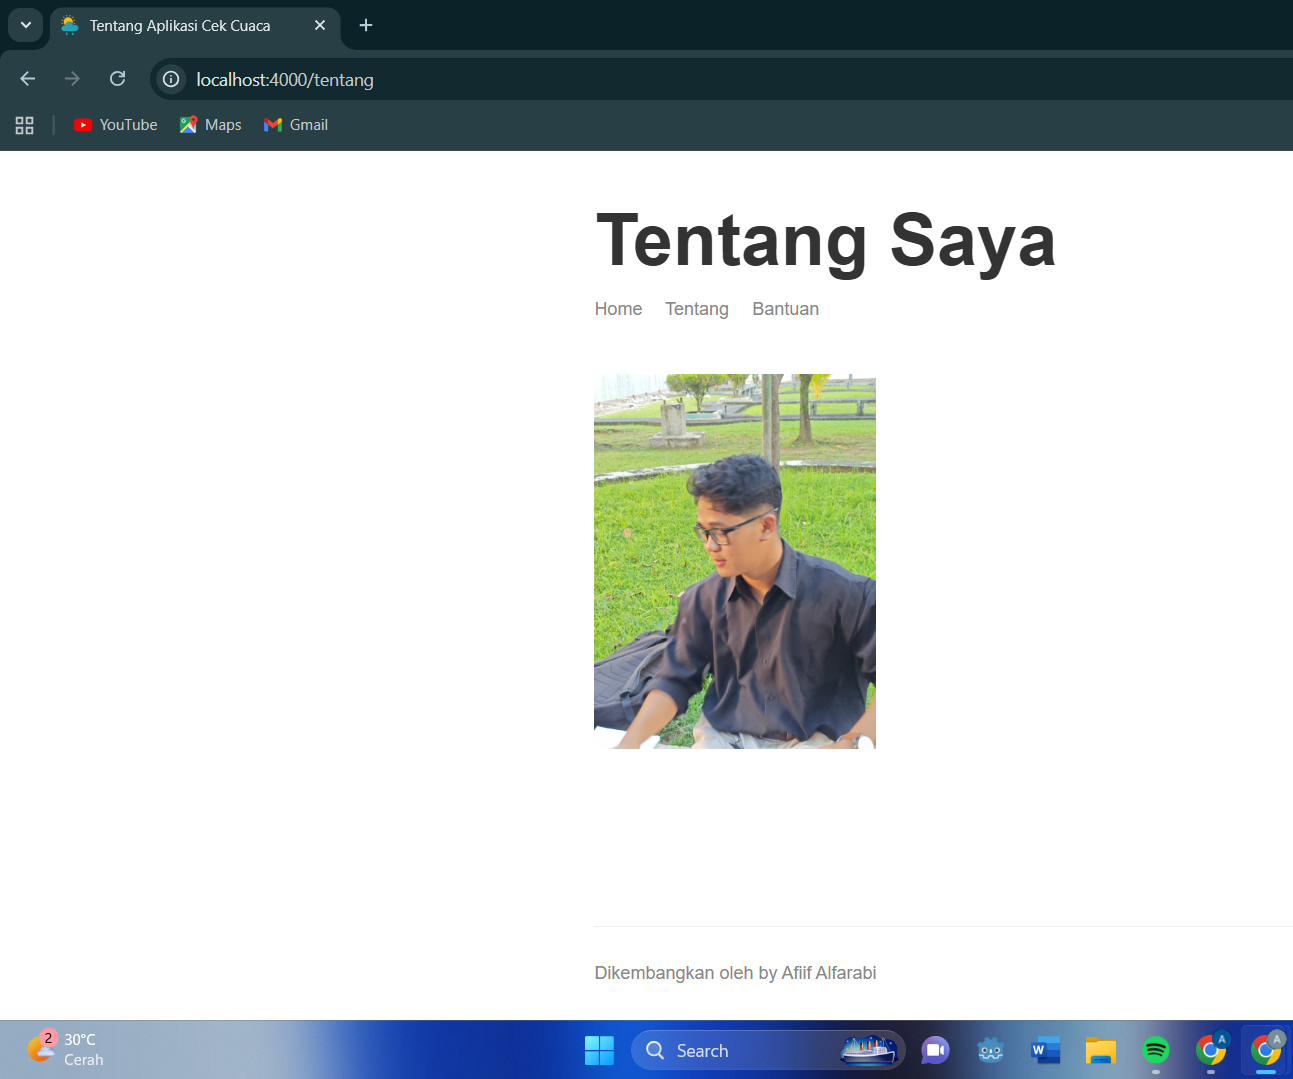 Tentang Aplikasi Cek Cuaca
localhost:4000/tentang
YouTube Maps Gmail
Tentang Saya
Home Tentang Bantuan
Dikembangkan oleh by Afiif Alfarabi
2 30°C
Cerah
Search
W
A
A